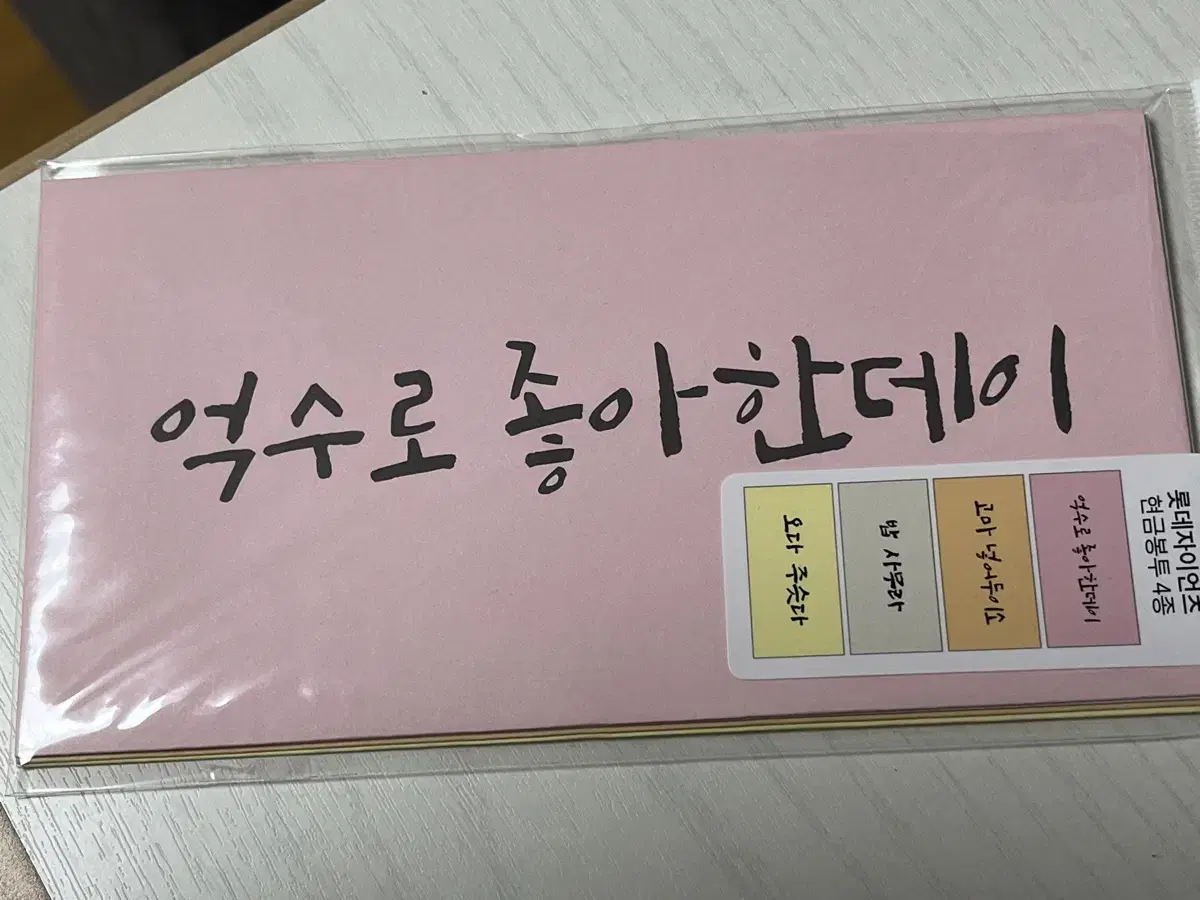 억수로 좋아한데이
롯데자이언츠
현금봉투 4종
억수로 좋아한데이
고마 넣어두이소
밥 사무라
오다 주슷다